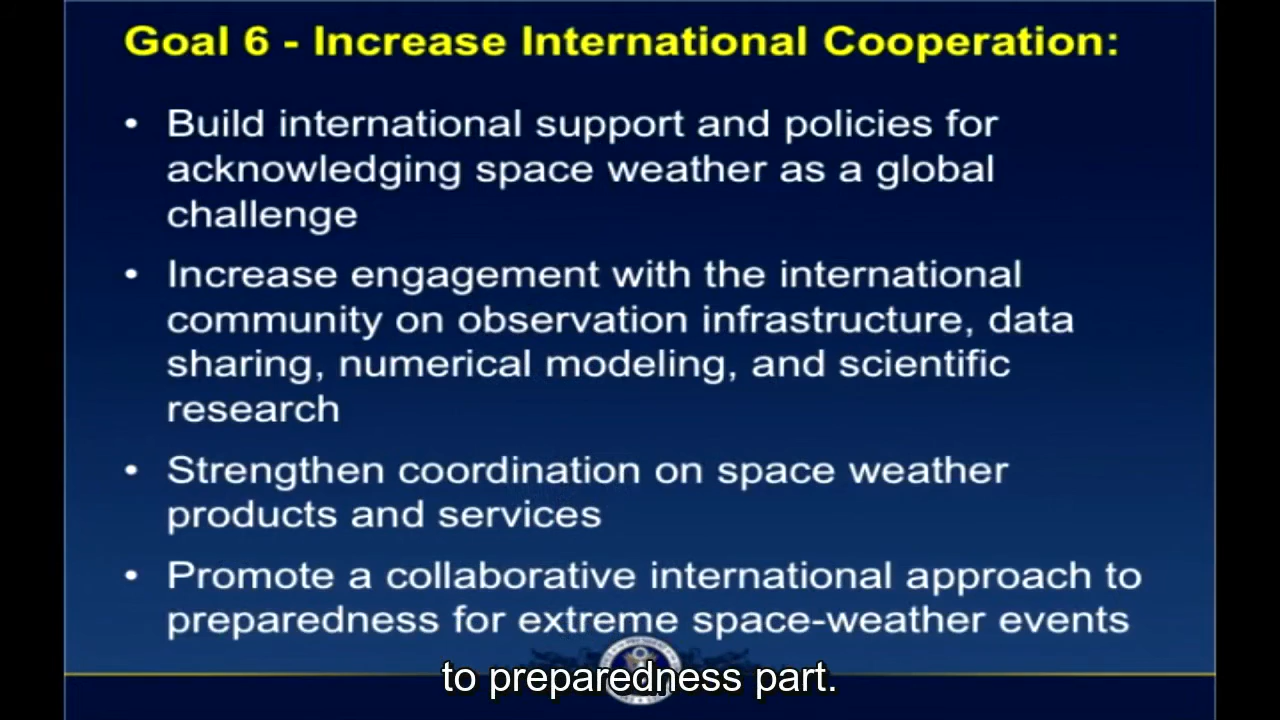 Goal 6 - Increase International Cooperation:
• Build international support and policies for
acknowledging space weather as a global
challenge
• Increase engagement with the international
community on observation infrastructure, data
sharing, numerical modeling, and scientific
research
• Strengthen coordination on space weather
products and services
• Promote a collaborative international approach to
preparedness for extreme space-weather events
to preparedness part.